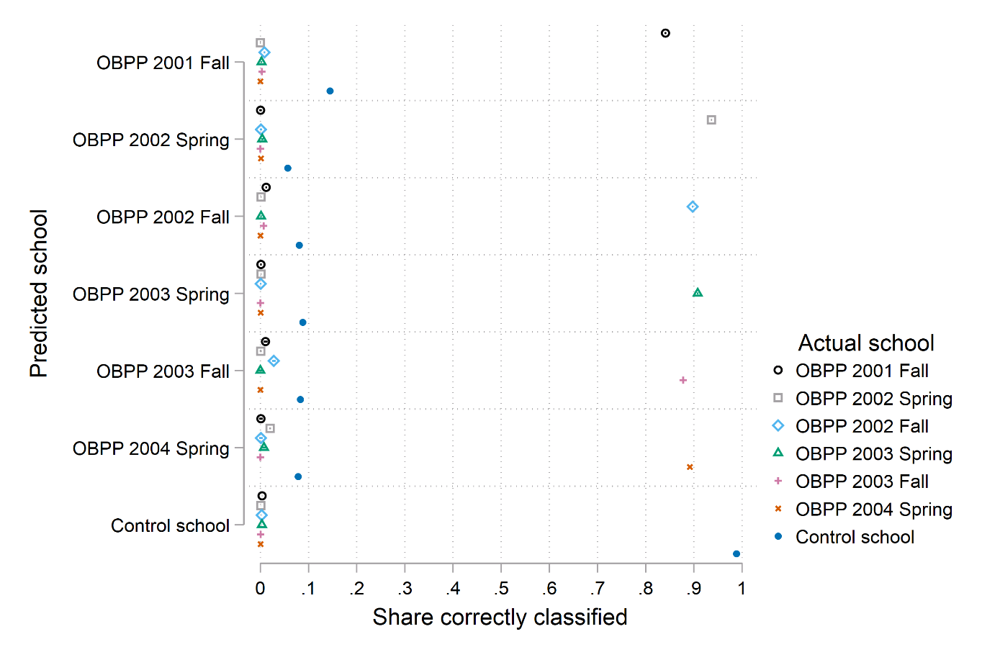 Predicted school
OBPP 2001 Fall
OBPP 2002 Spring
OBPP 2002 Fall
OBPP 2003 Spring
OBPP 2003 Fall
OBPP 2004 Spring
Control school
0 .1 .2 .3 .4 .5 .6 .7 .8 .9 1
Share correctly classified
Actual school
OBPP 2001 Fall
OBPP 2002 Spring
OBPP 2002 Fall
OBPP 2003 Spring
OBPP 2003 Fall
OBPP 2004 Spring
Control school